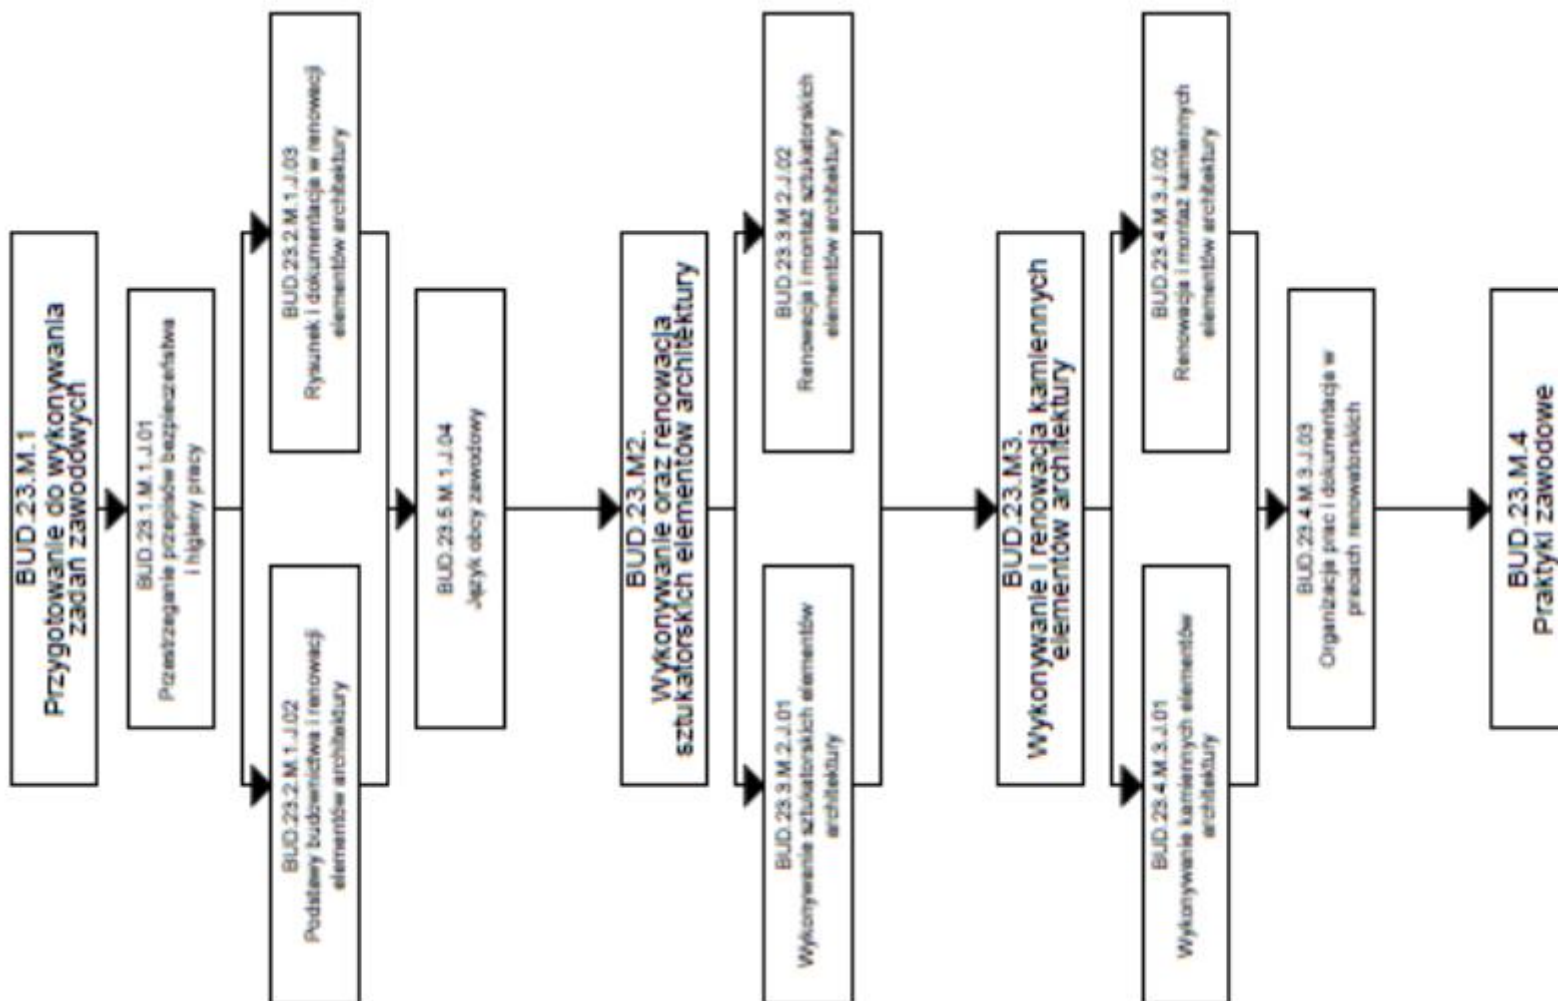 BUD.23.M.1
Przygotowanie do wykonywania
zadań zawodowych
BUD.23.1.M.1.J.01
Przestrzeganie przepisów bezpieczeństwa
i higieny pracy
BUD.23.2.M.1.J.02
Podstawy budownictwa i renowacji
elementów architektury
BUD.23.2.M.1.J.03
Rysunek i dokumentacja w renowacji
elementów architektury
BUD.23.5.M.1.J.04
Język obcy zawodowy
BUD.23.M2.
Wykonywanie oraz renowacja
sztukatorskich elementów architektury
BUD.23.3.M.2.J.01
Wykonywanie sztukatorskich elementów
architektury
BUD.23.3.M.2.J.02
Renowacja i montaż sztukatorskich
elementów architektury
BUD.23.M3.
Wykonywanie i renowacja kamiennych
elementów architektury
BUD.23.4.M.3.J.01
Wykonywanie kamiennych elementów
architektury
BUD.23.4.M.3.J.02
Renowacja i montaż kamiennych
elementów architektury
BUD.23.4.M.3.J.03
Organizacja prac i dokumentacja w
pracach renowatorskich
BUD.23.M.4
Praktyki zawodowe